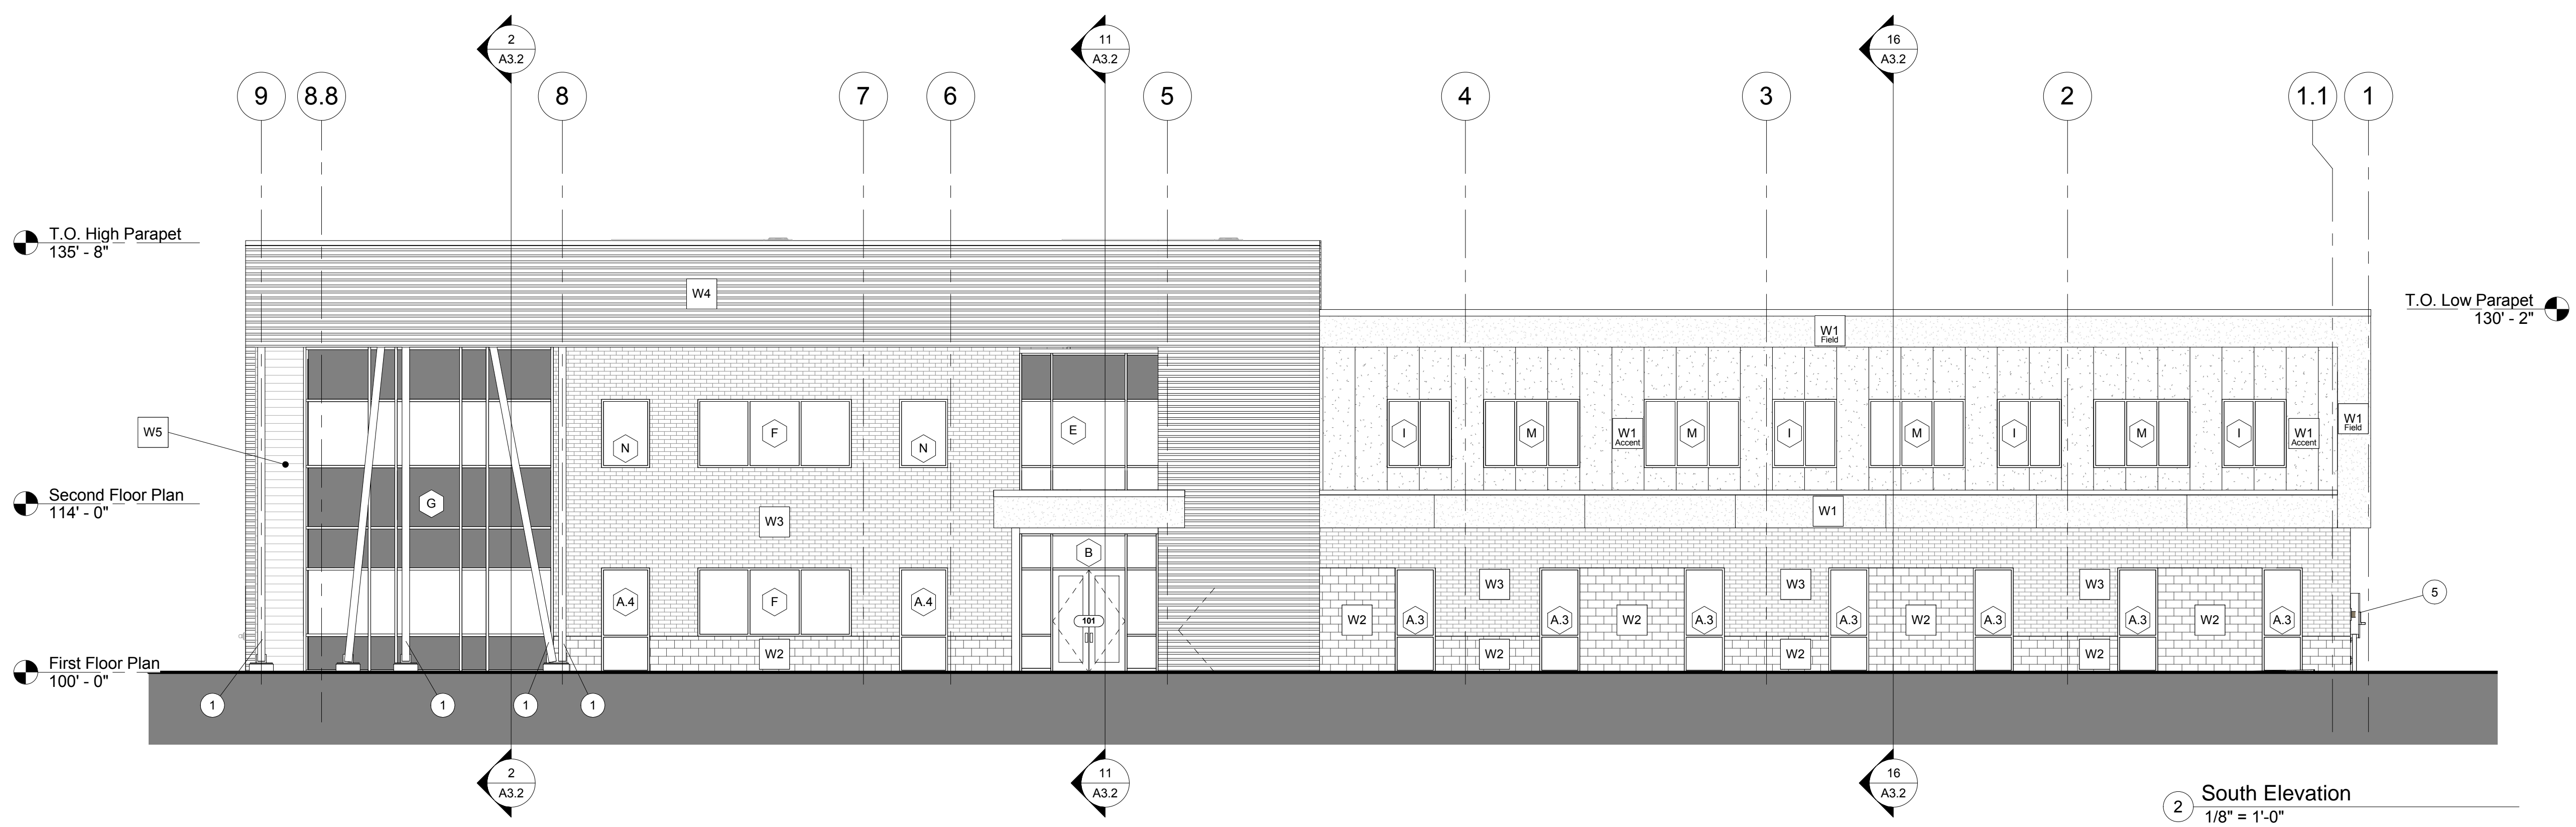 2
A3.2
11
A3.2
16
A3.2
9
8.8
8
7
6
5
4
3
2
1.1
1
T.O. High Parapet
135' - 8"
W4
T.O. Low Parapet
130' - 2"
W1
Field
W5
N
F
N
E
I
M
W1
Accent
M
I
M
I
M
I
W1
Accent
W1
Field
Second Floor Plan
114' - 0"
G
W3
W1
B
A.4
F
A.4
101
W3
W3
W3
5
W2
A.3
A.3
W2
A.3
A.3
W2
A.3
A.3
W2
A.3
W2
W2
W2
W2
First Floor Plan
100' - 0"
1
1
1
1
2
A3.2
11
A3.2
16
A3.2
2
South Elevation
1/8" = 1'-0"